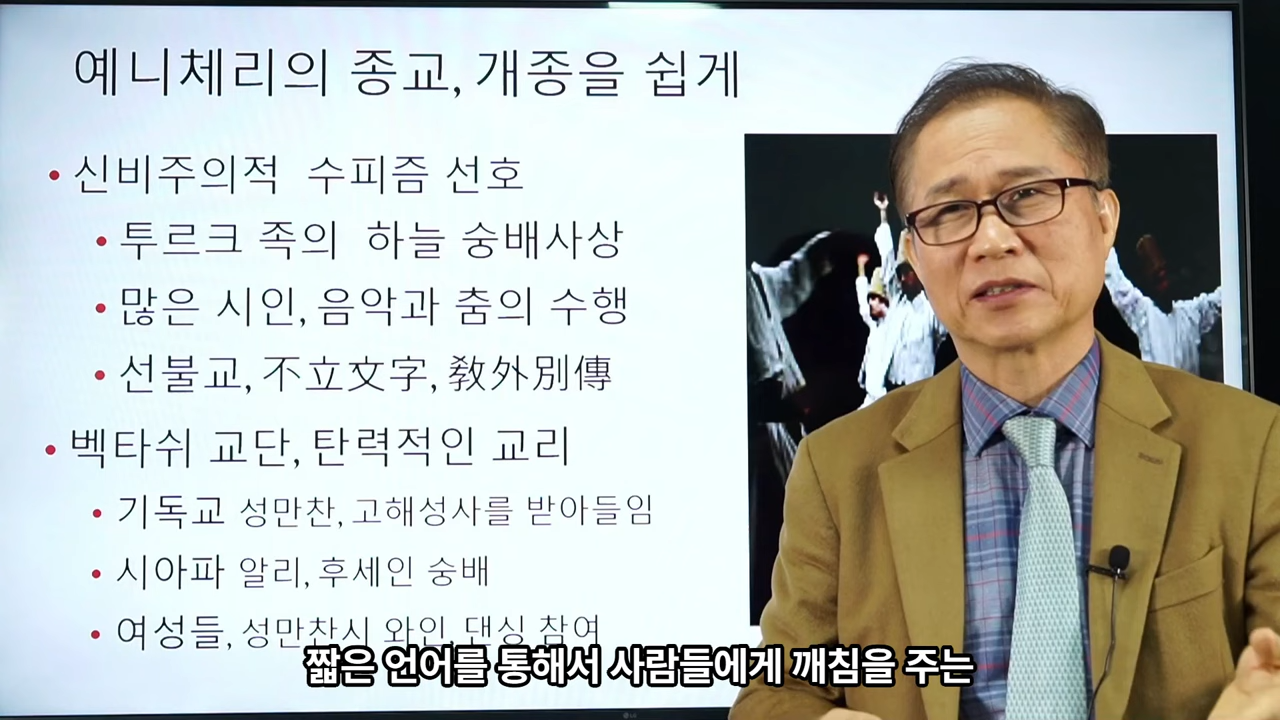 예니체리의 종교, 개종을 쉽게
• 신비주의적 수피즘 선호
• 투르크 족의 하늘 숭배사상
• 많은 시인, 음악과 춤의 수행
• 선불교, 不立文字, 敎外別傳
• 벡타쉬 교단, 탄력적인 교리
• 기독교 성만찬, 고해성사를 받아들임
• 시아파 알리, 후세인 숭배
• 여성들, 성만찬시 와인, 댄싱 참여
짧은 언어를 통해서 사람들에게 깨침을 주는
LG